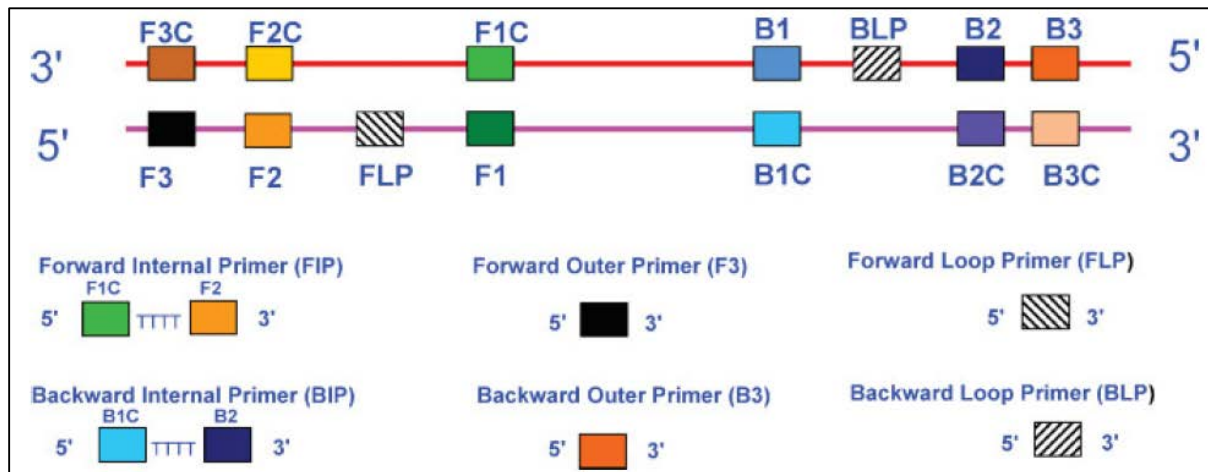 F3C F2C F1C B1 BLP B2 B3
3' 5'
5' 3'
F3 F2 FLP F1 B1C B2C B3C
Forward Internal Primer (FIP) Forward Outer Primer (F3) Forward Loop Primer (FLP)
F1C F2
5' TTTT 3' 5' 3' 5' 3'
Backward Internal Primer (BIP) Backward Outer Primer (B3) Backward Loop Primer (BLP)
B1C B2
5' TTTT 3' 5' 3' 5' 3'